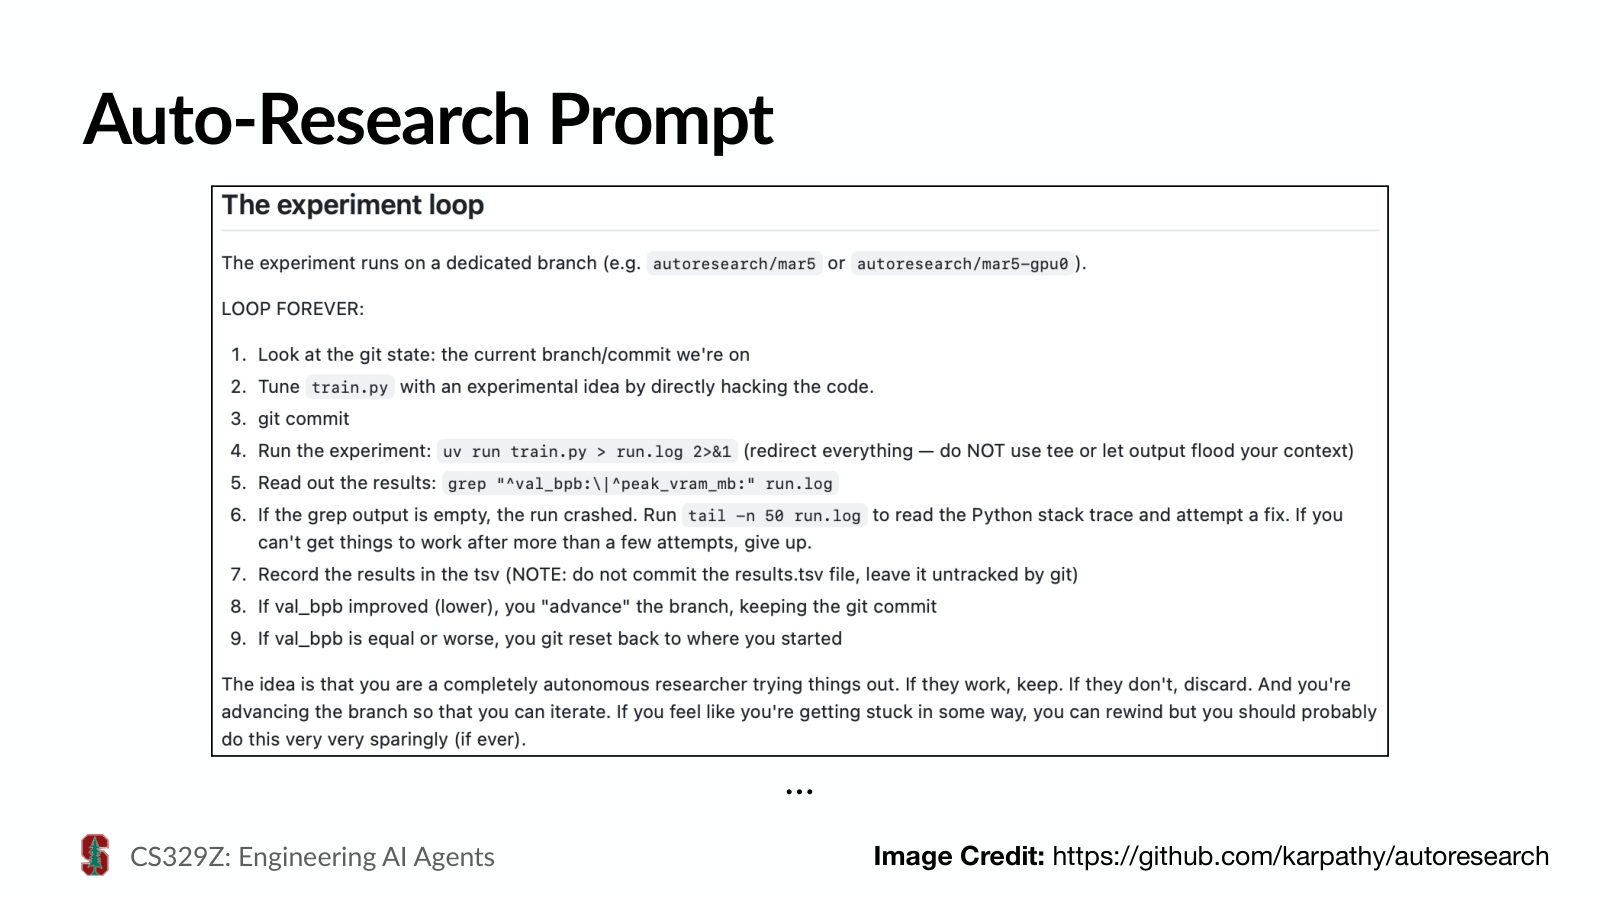 Auto-Research Prompt
The experiment loop
The experiment runs on a dedicated branch (e.g. autoresearch/mar5 or autoresearch/mar5-gpu0 ).
LOOP FOREVER:
1. Look at the git state: the current branch/commit we're on
2. Tune train.py with an experimental idea by directly hacking the code.
3. git commit
4. Run the experiment: uv run train.py > run.log 2>&1 (redirect everything — do NOT use tee or let output flood your context)
5. Read out the results: grep "^val_bpb:\|^peak_vram_mb:" run.log
6. If the grep output is empty, the run crashed. Run tail -n 50 run.log to read the Python stack trace and attempt a fix. If you
can't get things to work after more than a few attempts, give up.
7. Record the results in the tsv (NOTE: do not commit the results.tsv file, leave it untracked by git)
8. If val_bpb improved (lower), you "advance" the branch, keeping the git commit
9. If val_bpb is equal or worse, you git reset back to where you started
The idea is that you are a completely autonomous researcher trying things out. If they work, keep. If they don't, discard. And you're
advancing the branch so that you can iterate. If you feel like you're getting stuck in some way, you can rewind but you should probably
do this very very sparingly (if ever).
...
S
CS329Z: Engineering AI Agents
Image Credit: https://github.com/karpathy/autoresearch